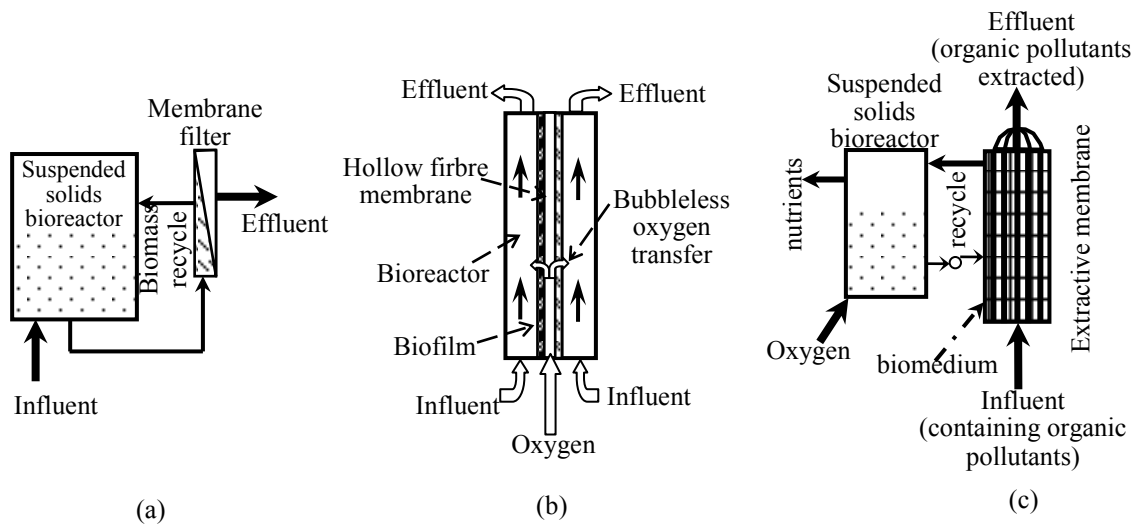 Membrane
filter
Suspended
solids
bioreactor
Biomass
recycle
Effluent
Influent
(a)
Effluent
Effluent
Hollow firbre
membrane
Bubbleless
oxygen
transfer
Bioreactor
Biofilm
Influent
Influent
Oxygen
(b)
Effluent
(organic pollutants
extracted)
Suspended
solids
bioreactor
nutrients
recycle
Extractive membrane
Oxygen
biomedium
Influent
(containing organic
pollutants)
(c)